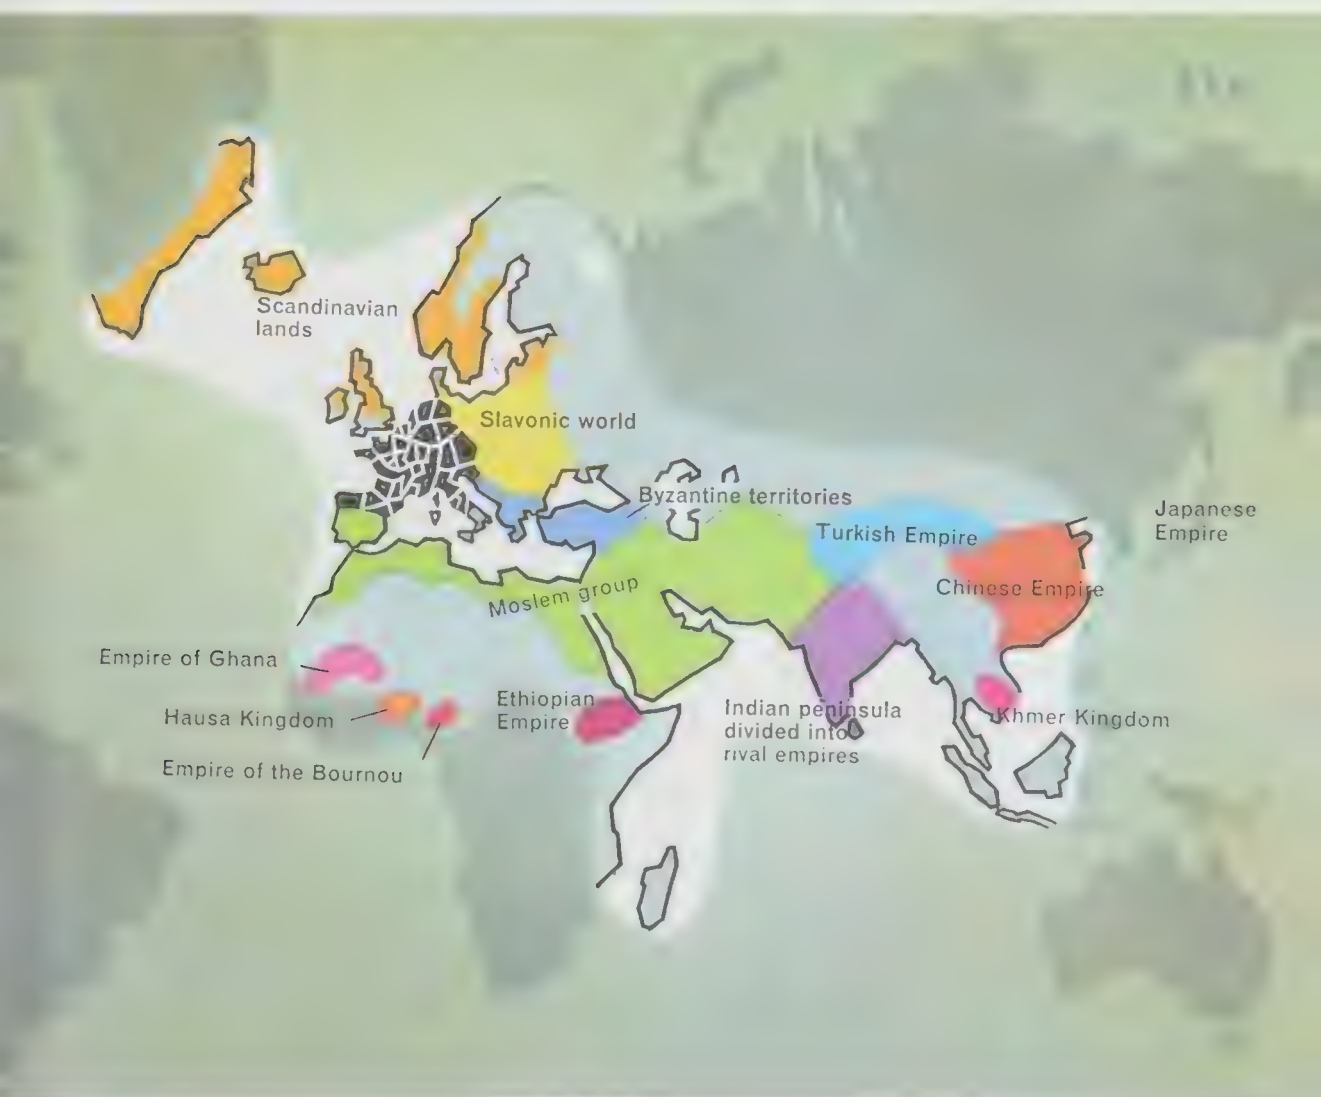 Scandinavian
lands
Slavonic world
Byzantine territories
Japanese
Empire
Turkish Empire
Chinese Empire
Moslem group
Empire of Ghana
Hausa Kingdom
Ethiopian
Empire
Indian peninsula
divided into
rival empires
Khmer Kingdom
Empire of the Bournou